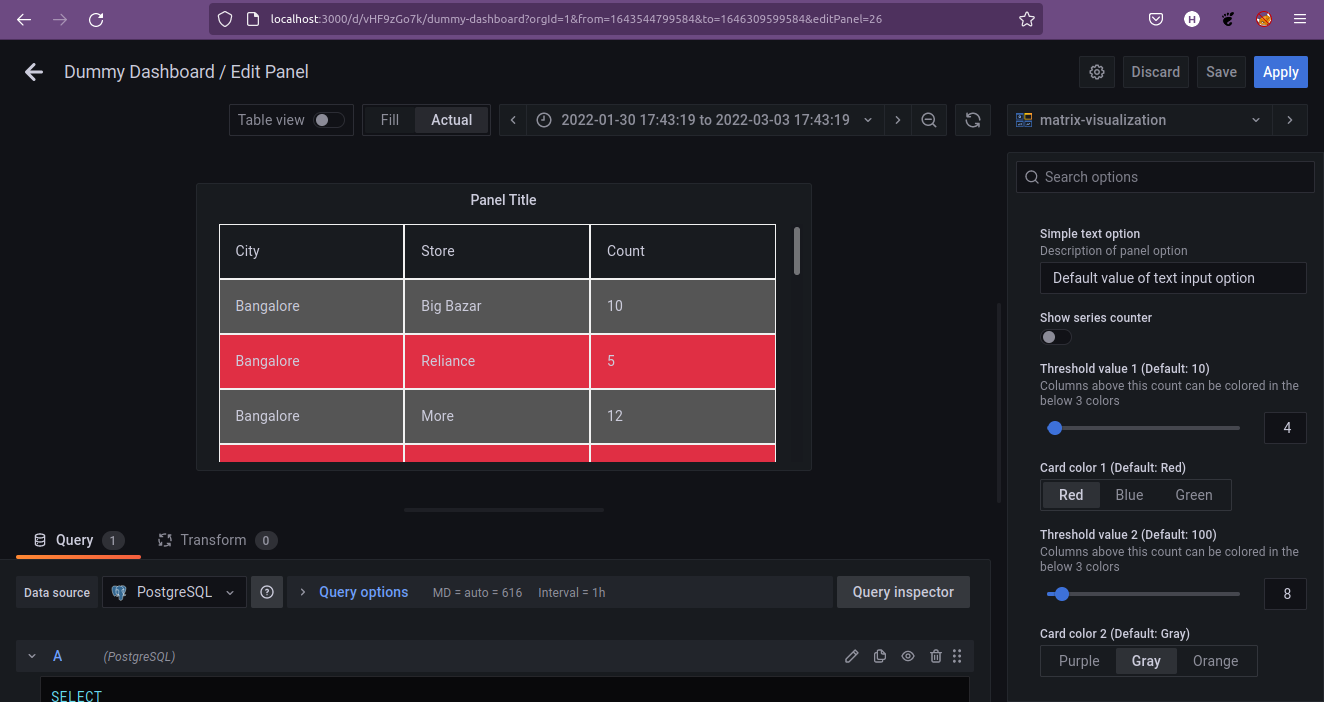 localhost:3000/d/vHF9zGo7k/dummy-dashboard?orgId=1&from=1643544799584&to=1646309599584&editPanel=26
H
Dummy Dashboard / Edit Panel
Discard
Save
Apply
Table view
Fill
Actual
2022-01-30 17:43:19 to 2022-03-03 17:43:19
matrix-visualization
Search options
Panel Title
City Store Count
Bangalore Big Bazar 10
Bangalore Reliance 5
Bangalore More 12
Simple text option
Description of panel option
Default value of text input option
Show series counter
Threshold value 1 (Default: 10)
Columns above this count can be colored in the
below 3 colors
4
Card color 1 (Default: Red)
Red Blue Green
Threshold value 2 (Default: 100)
Columns above this count can be colored in the
below 3 colors
8
Card color 2 (Default: Gray)
Purple Gray Orange
Query 1
Transform 0
Data source
PostgreSQL
Query options
MD = auto = 616
Interval = 1h
Query inspector
A
(PostgreSQL)
SELECT